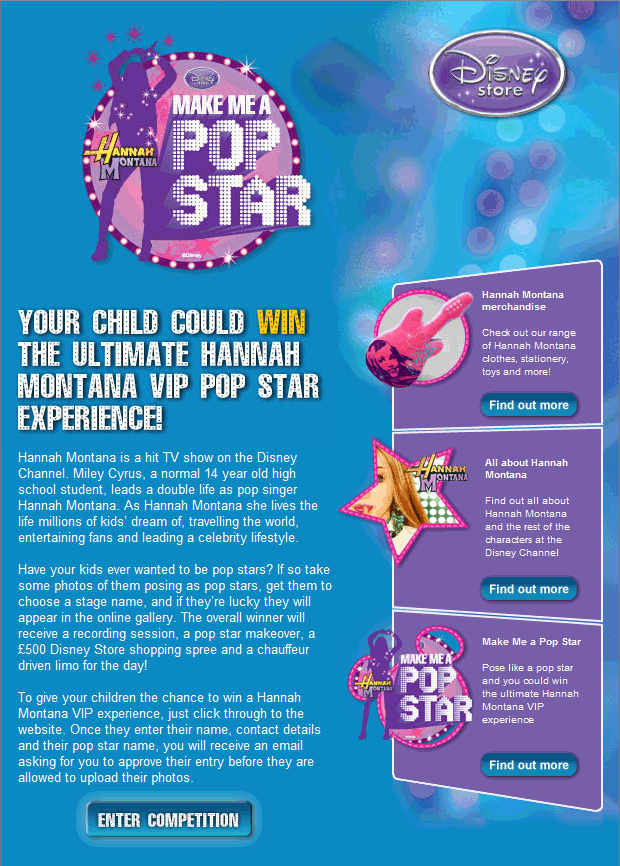 Disney
store
Disney
MAKE ME A
POP
STAR
HANNAH
MONTANA
©Disney
YOUR CHILD COULD WIN
THE ULTIMATE HANNAH
MONTANA VIP POP STAR
EXPERIENCE!
Hannah Montana is a hit TV show on the Disney
Channel. Miley Cyrus, a normal 14 year old high
school student, leads a double life as pop singer
Hannah Montana. As Hannah Montana she lives the
life millions of kids' dream of, travelling the world,
entertaining fans and leading a celebrity lifestyle.
Have your kids ever wanted to be pop stars? If so take
some photos of them posing as pop stars, get them to
choose a stage name, and if they're lucky they will
appear in the online gallery. The overall winner will
receive a recording session, a pop star makeover, a
£500 Disney Store shopping spree and a chauffeur
driven limo for the day!
To give your children the chance to win a Hannah
Montana VIP experience, just click through to the
website. Once they enter their name, contact details
and their pop star name, you will receive an email
asking for you to approve their entry before they are
allowed to upload their photos.
ENTER COMPETITION
Hannah Montana
merchandise
Check out our range
of Hannah Montana
clothes, stationery,
toys and more!
Find out more
HANNAH
MONTANA
All about Hannah
Montana
Find out all about
Hannah Montana
and the rest of the
characters at the
Disney Channel
Find out more
MAKE ME A
POP
STAR
HANNAH
MONTANA
Make Me a Pop Star
Pose like a pop star
and you could win
the ultimate Hannah
Montana VIP
experience
Find out more